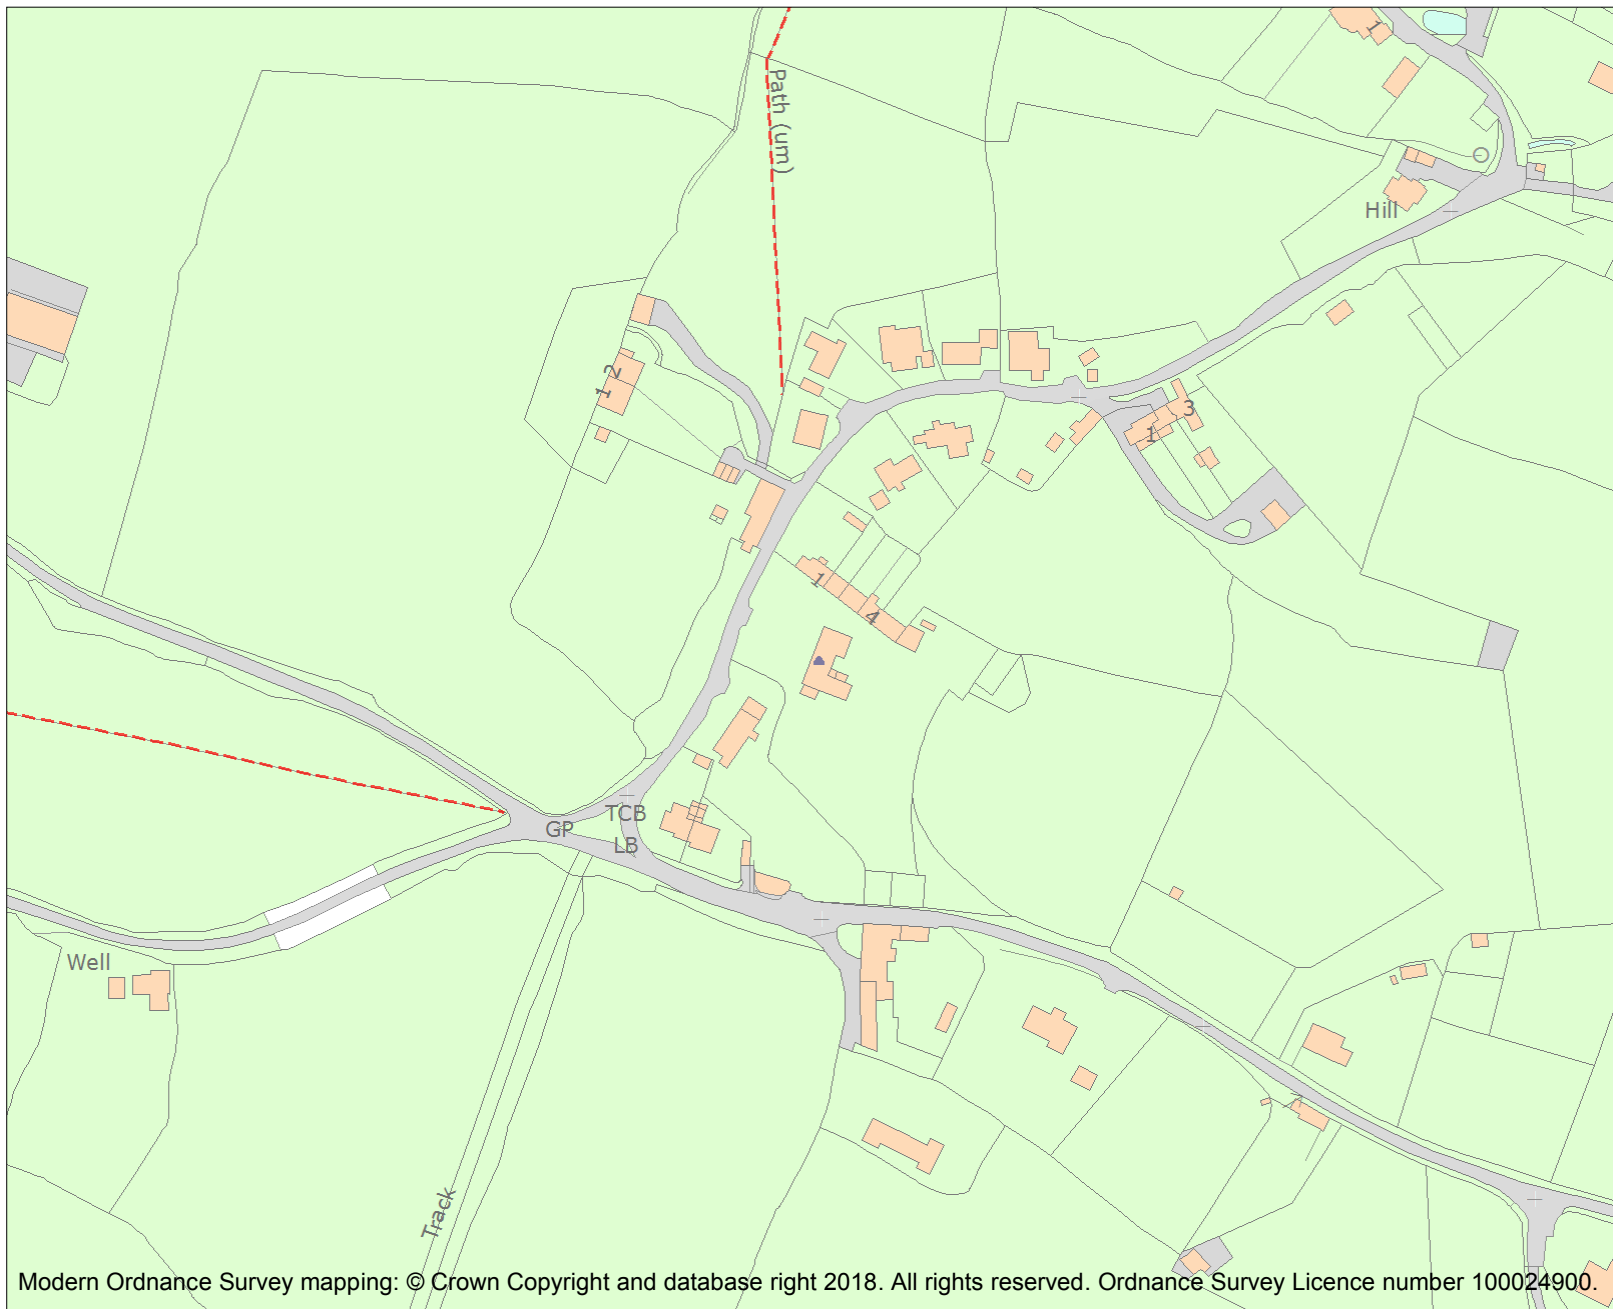 1
Path (um)
Hill
2
1
3
1
1
4
TCB
GP
LB
Well
Track
Modern Ordnance Survey mapping: © Crown Copyright and database right 2018. All rights reserved. Ordnance Survey Licence number 100024900.